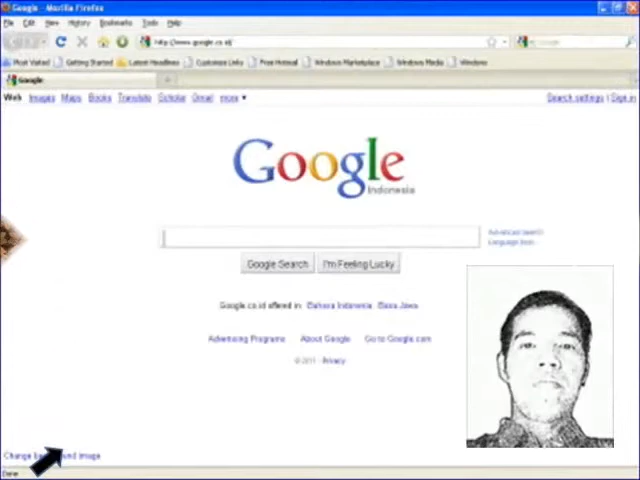 Google - Mozilla Firefox
File Edit View History Bookmarks Tools Help
http://www.google.co.id/
Most Visited Getting Started Latest Headlines Customize Links Free Hotmail Windows Marketplace Windows Media Windows
Google
Web Images Maps Books Translate Scholar Gmail more ▼
Search settings | Sign in
Google
Indonesia
Advanced search
Language tools
Google Search I'm Feeling Lucky
Google.co.id offered in: Bahasa Indonesia Basa Jawa
Advertising Programs About Google Go to Google.com
© 2011 - Privacy
Change background image
Done